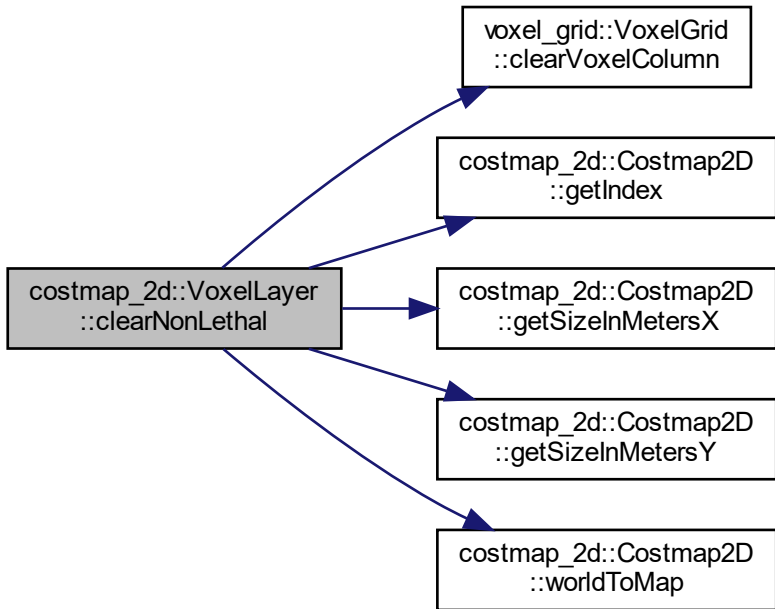 voxel_grid::VoxelGrid
::clearVoxelColumn
costmap_2d::Costmap2D
::getIndex
costmap_2d::VoxelLayer
::clearNonLethal
costmap_2d::Costmap2D
::getSizeInMetersX
costmap_2d::Costmap2D
::getSizeInMetersY
costmap_2d::Costmap2D
::worldToMap